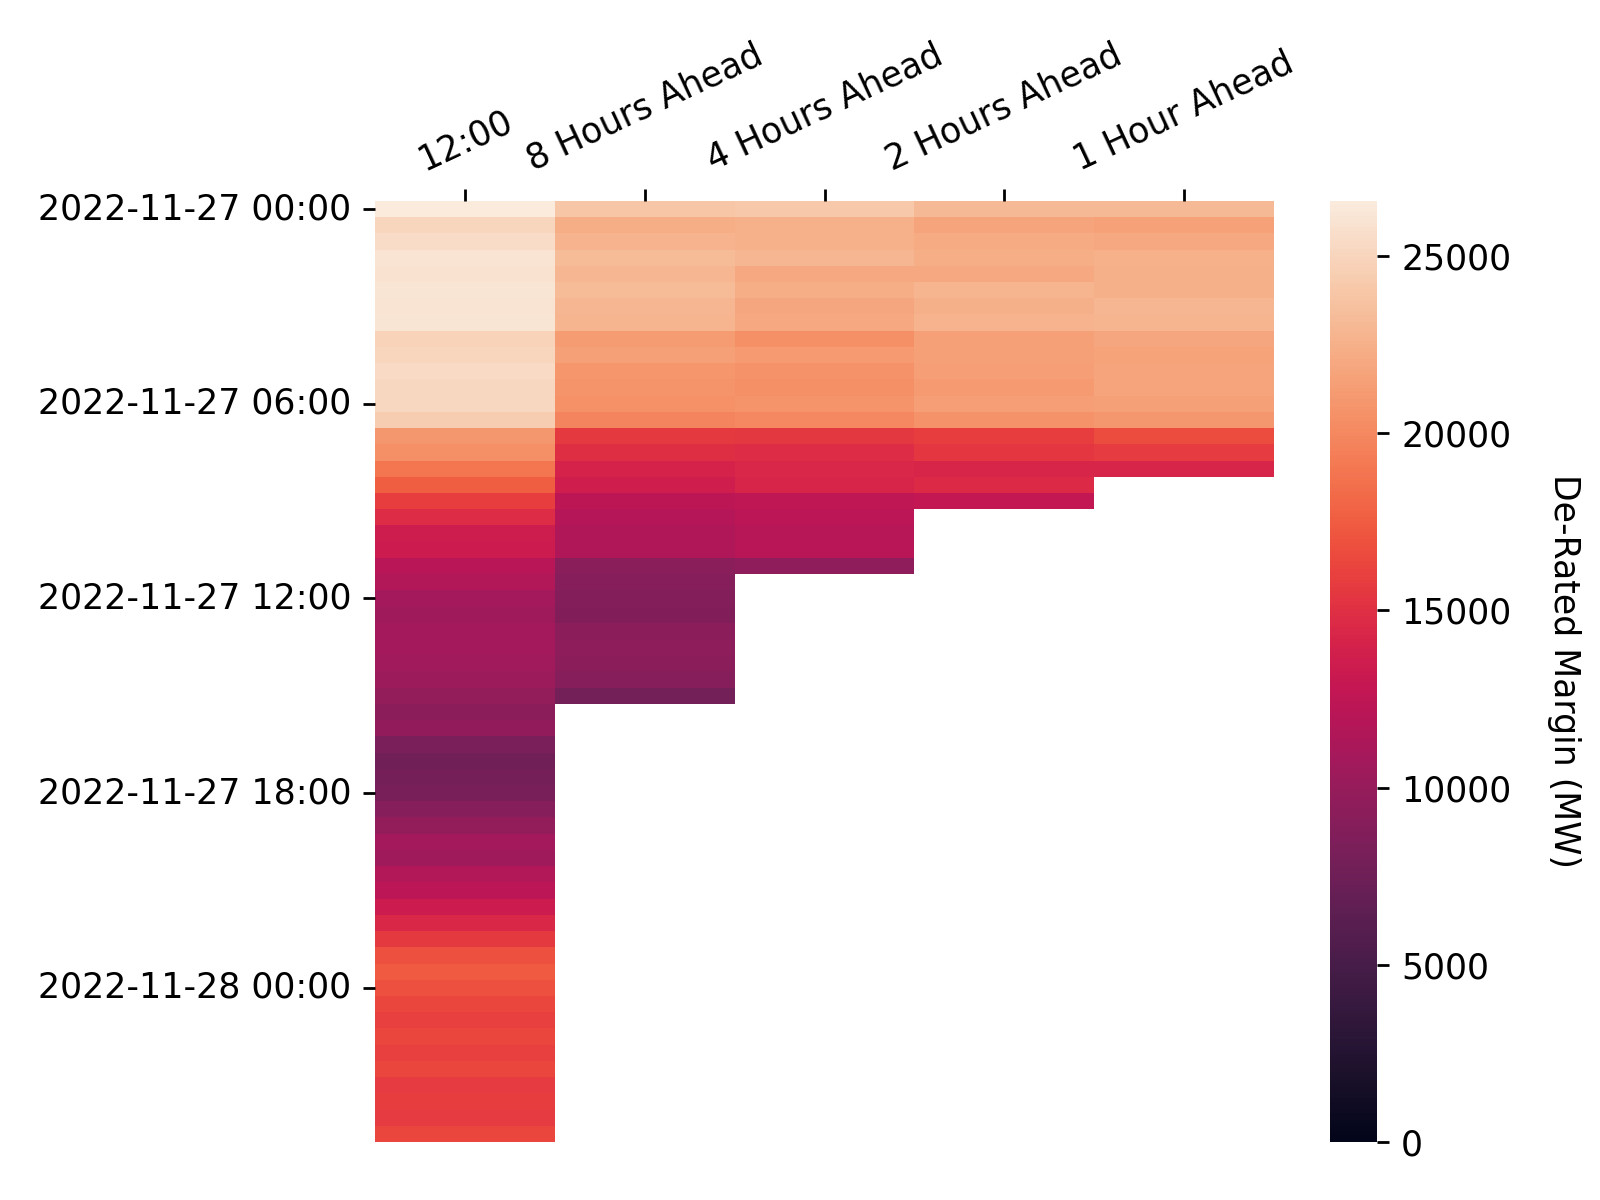 12:00
8 Hours Ahead
4 Hours Ahead
2 Hours Ahead
1 Hour Ahead
2022-11-27 00:00
2022-11-27 06:00
2022-11-27 12:00
2022-11-27 18:00
2022-11-28 00:00
25000
20000
15000
10000
5000
0
De-Rated Margin (MW)